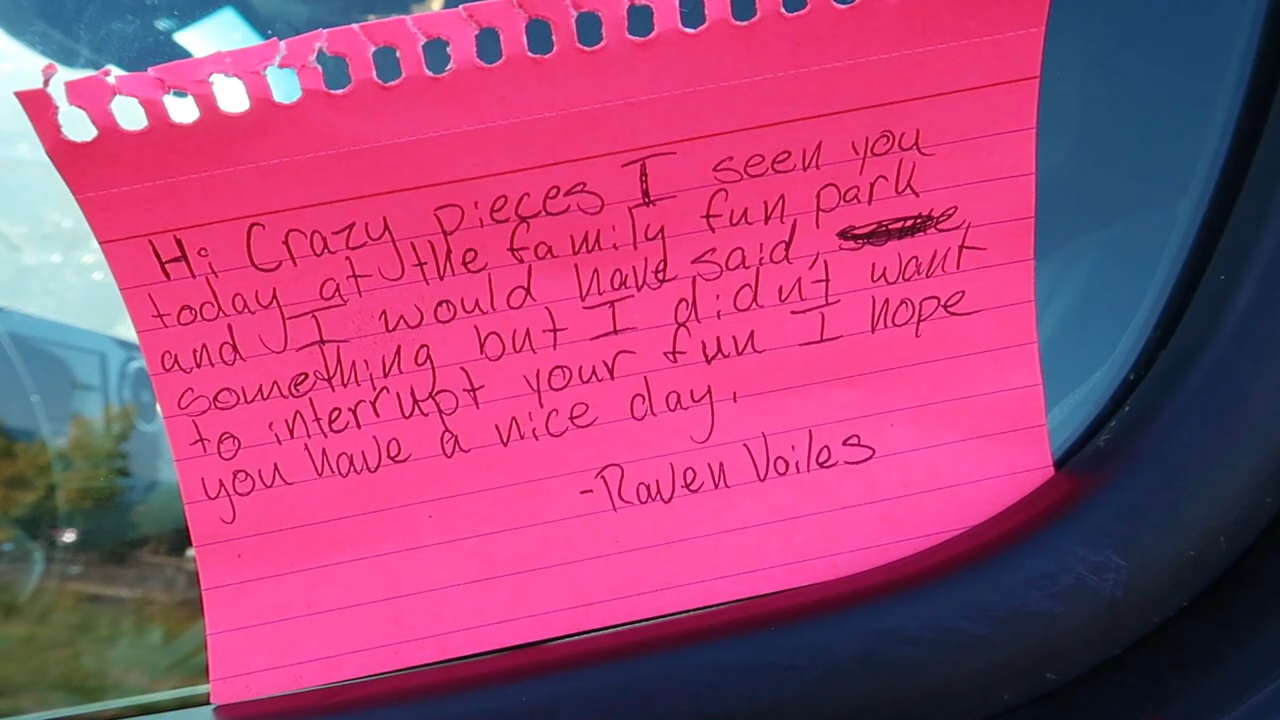 Hi Crazy pieces I seen you
today at the family fun park
and I would have said,
something but I didnt want
to interrupt your fun I hope
you have a nice day.
-Raven Voiles